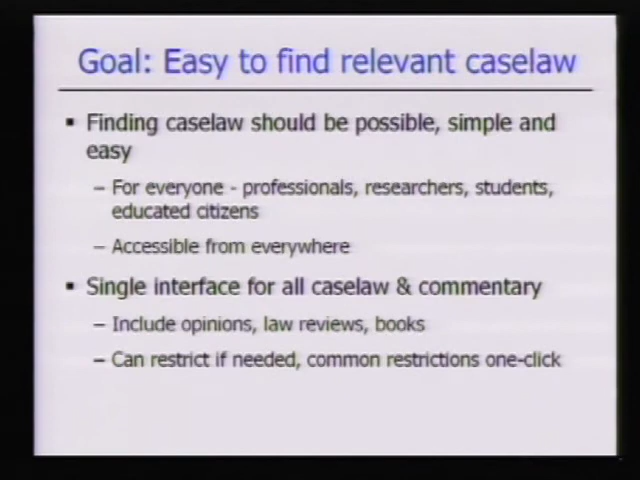 Goal: Easy to find relevant caselaw
▪ Finding caselaw should be possible, simple and
easy
– For everyone - professionals, researchers, students,
educated citizens
– Accessible from everywhere
▪ Single interface for all caselaw & commentary
– Include opinions, law reviews, books
– Can restrict if needed, common restrictions one-click